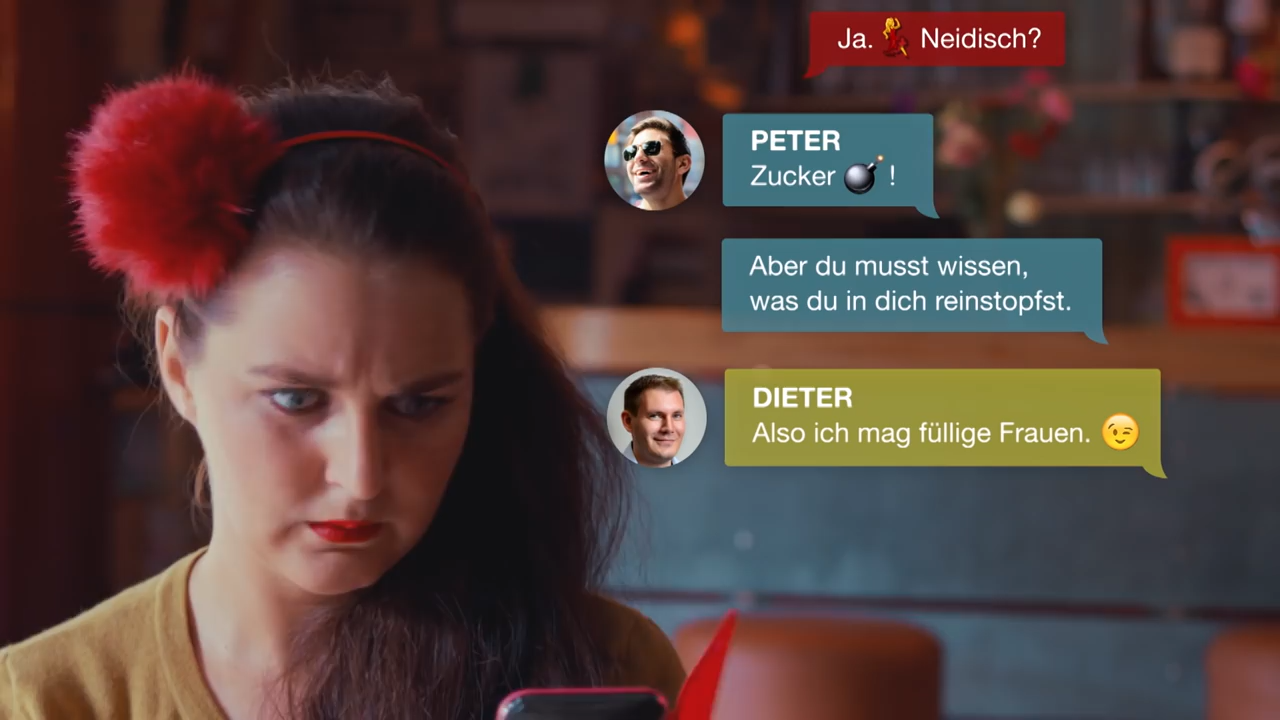 Ja. 💃 Neidisch?
PETER
Zucker 💣 !
Aber du musst wissen,
was du in dich reinstopfst.
DIETER
Also ich mag füllige Frauen. 😉